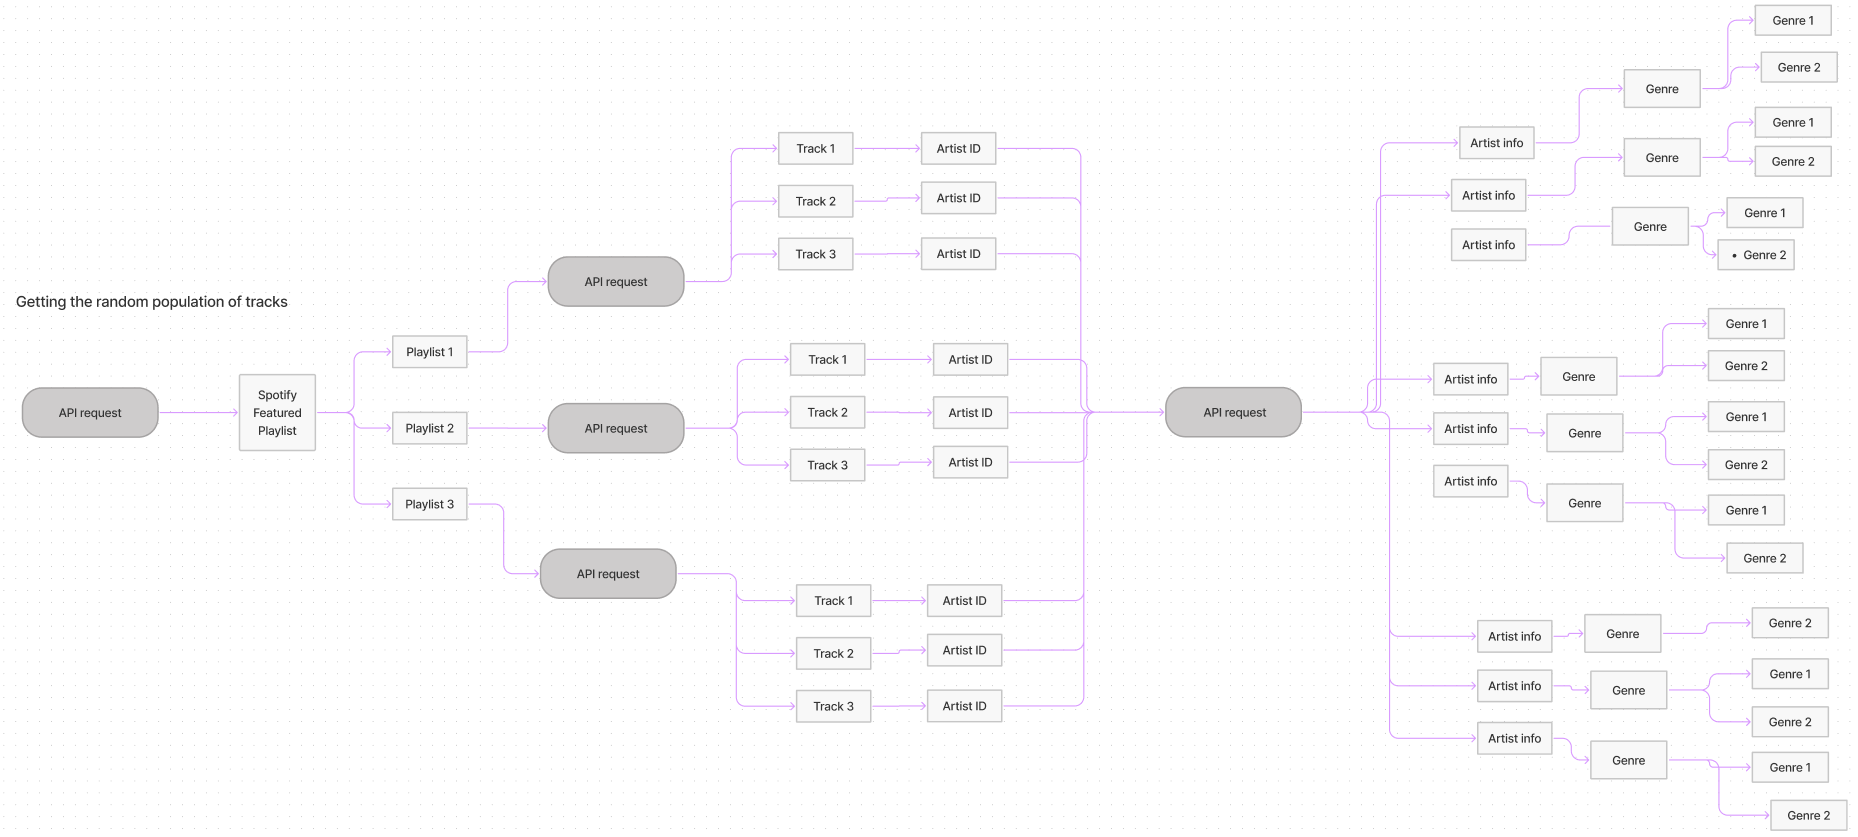 Getting the random population of tracks
API request
Spotify
Featured
Playlist
Playlist 1
Playlist 2
Playlist 3
API request
API request
API request
Track 1
Artist ID
Track 2
Artist ID
Track 3
Artist ID
Track 1
Artist ID
Track 2
Artist ID
Track 3
Artist ID
Track 1
Artist ID
Track 2
Artist ID
Track 3
Artist ID
API request
Artist info
Genre
Genre 1
Genre 2
Artist info
Genre
Genre 1
Genre 2
Artist info
Genre
Genre 1
• Genre 2
Artist info
Genre
Genre 1
Genre 2
Artist info
Genre
Genre 1
Genre 2
Artist info
Genre
Genre 1
Genre 2
Artist info
Genre
Genre 2
Artist info
Genre
Genre 1
Genre 2
Artist info
Genre
Genre 1
Genre 2